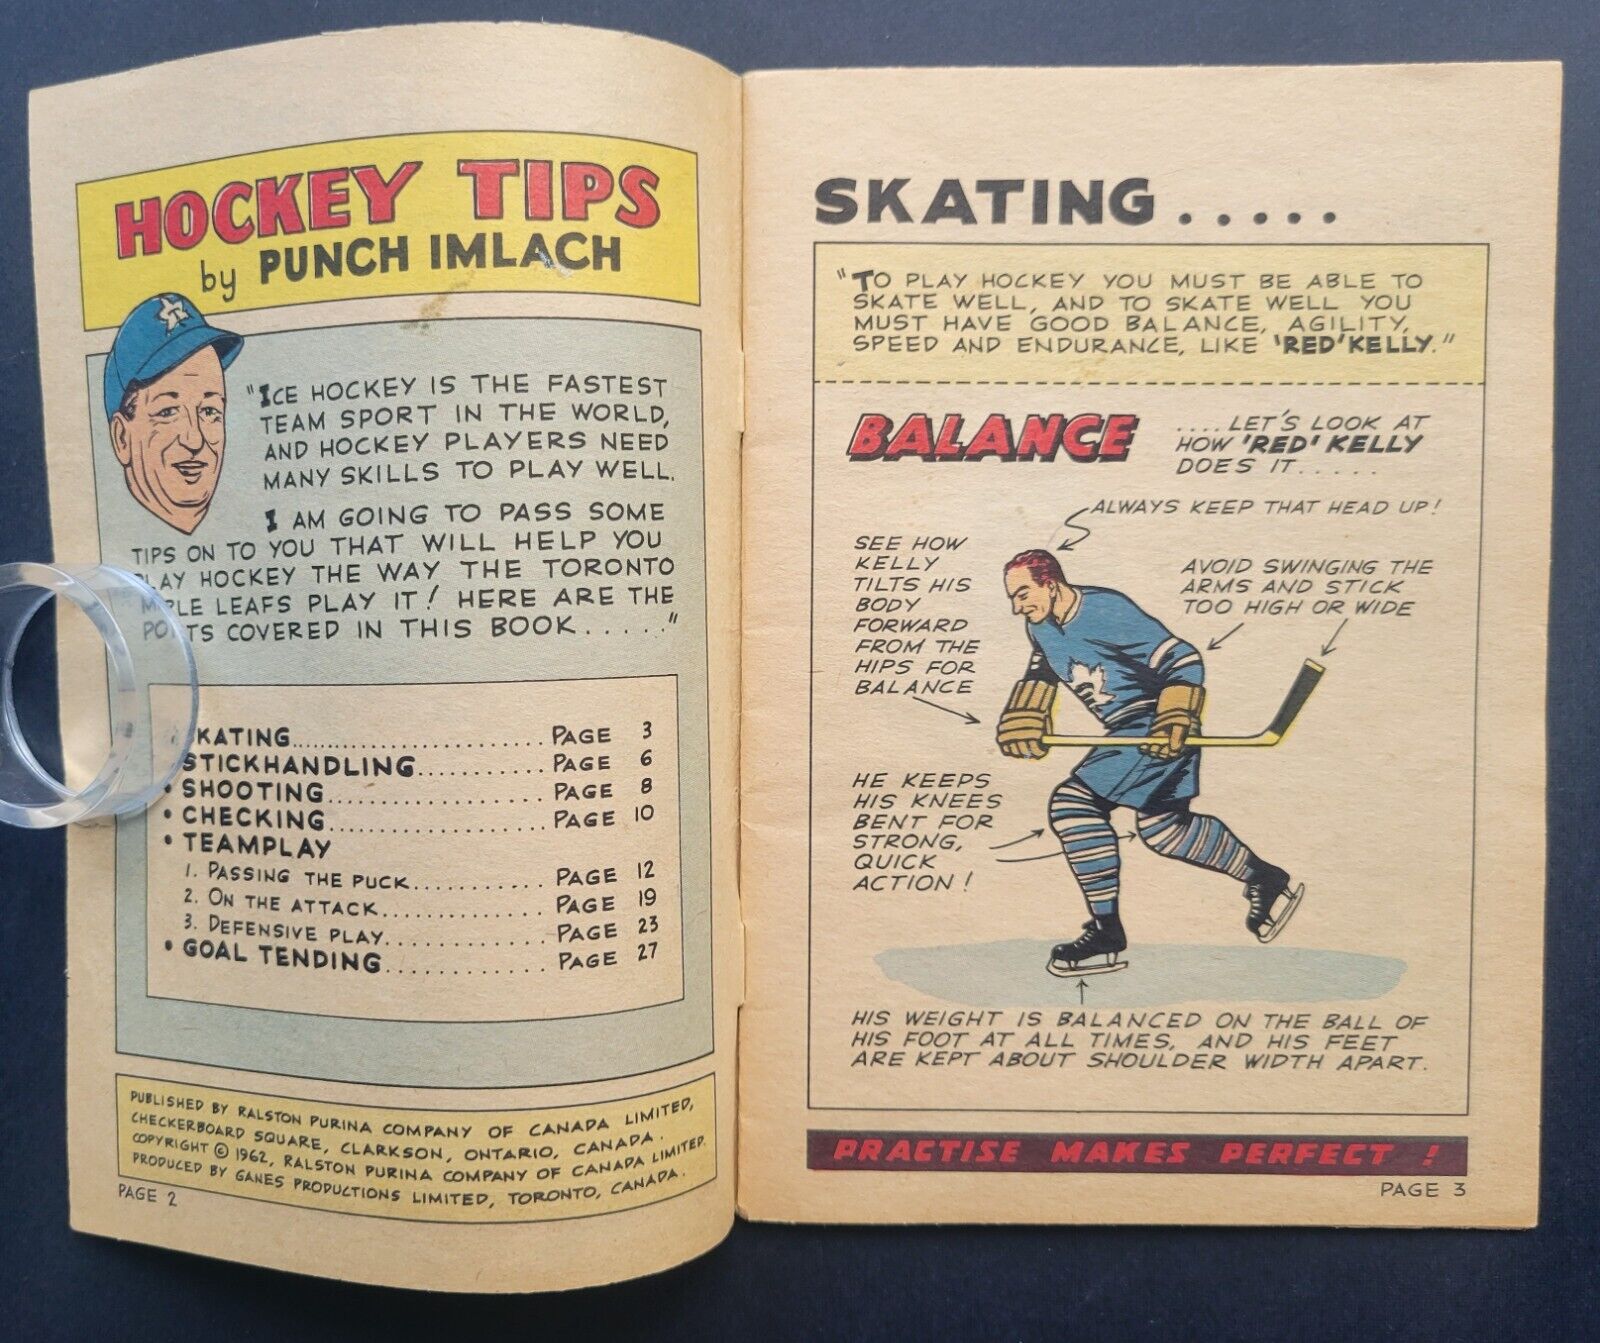 HOCKEY TIPS
by PUNCH IMLACH
"ICE HOCKEY IS THE FASTEST
TEAM SPORT IN THE WORLD,
AND HOCKEY PLAYERS NEED
MANY SKILLS TO PLAY WELL.
I AM GOING TO PASS SOME
TIPS ON TO YOU THAT WILL HELP YOU
PLAY HOCKEY THE WAY THE TORONTO
MAPLE LEAFS PLAY IT! HERE ARE THE
POINTS COVERED IN THIS BOOK ....."
• SKATING.......................... PAGE 3
• STICKHANDLING........... PAGE 6
• SHOOTING.................... PAGE 8
• CHECKING.................... PAGE 10
• TEAMPLAY
1. PASSING THE PUCK............ PAGE 12
2. ON THE ATTACK............... PAGE 19
3. DEFENSIVE PLAY.............. PAGE 23
• GOAL TENDING.............. PAGE 27
PUBLISHED BY RALSTON PURINA COMPANY OF CANADA LIMITED,
CHECKERBOARD SQUARE, CLARKSON, ONTARIO, CANADA.
COPYRIGHT © 1962, RALSTON PURINA COMPANY OF CANADA LIMITED.
PRODUCED BY GANES PRODUCTIONS LIMITED, TORONTO, CANADA.
PAGE 2
SKATING.....
"TO PLAY HOCKEY YOU MUST BE ABLE TO
SKATE WELL, AND TO SKATE WELL YOU
MUST HAVE GOOD BALANCE, AGILITY,
SPEED AND ENDURANCE, LIKE 'RED' KELLY."
BALANCE
....LET'S LOOK AT
HOW 'RED' KELLY
DOES IT.....
ALWAYS KEEP THAT HEAD UP!
SEE HOW
KELLY
TILTS HIS
BODY
FORWARD
FROM THE
HIPS FOR
BALANCE
AVOID SWINGING THE
ARMS AND STICK
TOO HIGH OR WIDE
HE KEEPS
HIS KNEES
BENT FOR
STRONG,
QUICK
ACTION!
HIS WEIGHT IS BALANCED ON THE BALL OF
HIS FOOT AT ALL TIMES, AND HIS FEET
ARE KEPT ABOUT SHOULDER WIDTH APART.
PRACTISE MAKES PERFECT!
PAGE 3